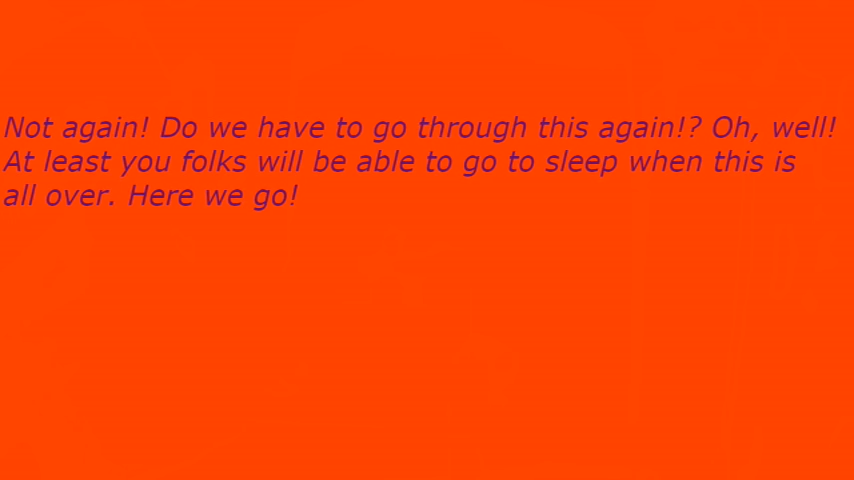 Not again! Do we have to go through this again!? Oh, well!
At least you folks will be able to go to sleep when this is
all over. Here we go!